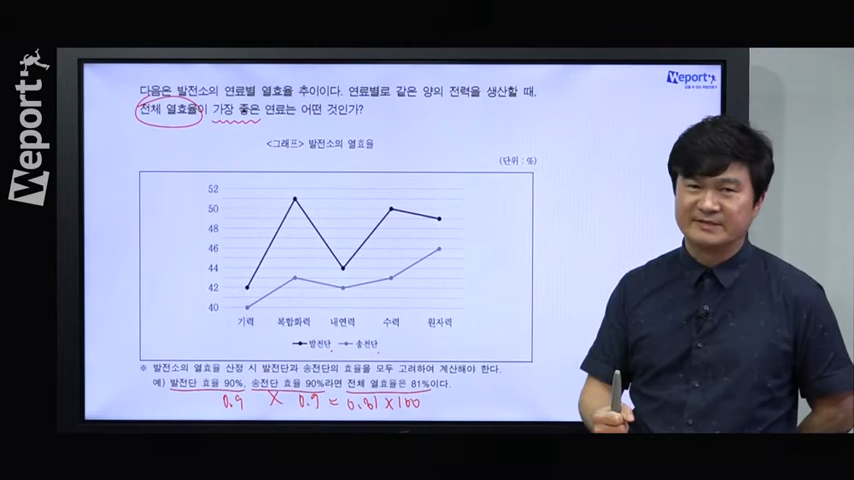 Weport
Weport
다음은 발전소의 연료별 열효율 추이이다. 연료별로 같은 양의 전력을 생산할 때,
전체 열효율이 가장 좋은 연료는 어떤 것인가?
<그래프> 발전소의 열효율
(단위 : %)
52
50
48
46
44
42
40
기력 복합화력 내연력 수력 원자력
발전단 송전단
※ 발전소의 열효율 산정 시 발전단과 송전단의 효율을 모두 고려하여 계산해야 한다.
예) 발전단 효율 90%, 송전단 효율 90%라면 전체 열효율은 81%이다.
0.9 X 0.9 = 0.81 X 100